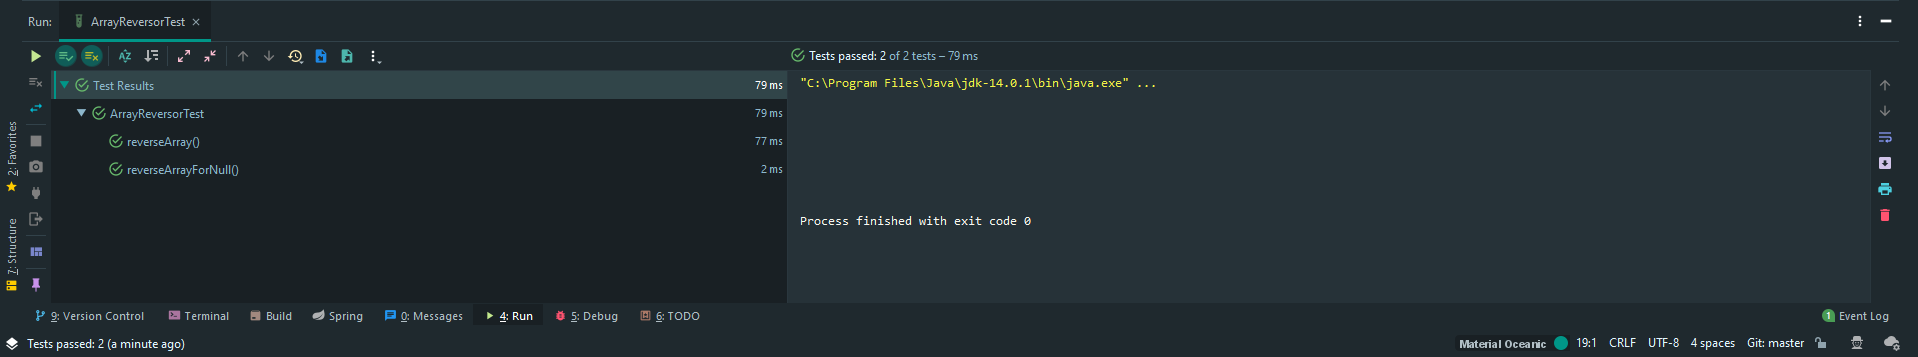 Run: ArrayReversorTest ×
Tests passed: 2 of 2 tests – 79 ms
Test Results 79 ms
ArrayReversorTest 79 ms
reverseArray() 77 ms
reverseArrayForNull() 2 ms
"C:\Program Files\Java\jdk-14.0.1\bin\java.exe" ...
Process finished with exit code 0
2: Favorites
7: Structure
9: Version Control Terminal Build Spring 0: Messages 4: Run 5: Debug 6: TODO 1 Event Log
Tests passed: 2 (a minute ago) Material Oceanic 19:1 CRLF UTF-8 4 spaces Git: master